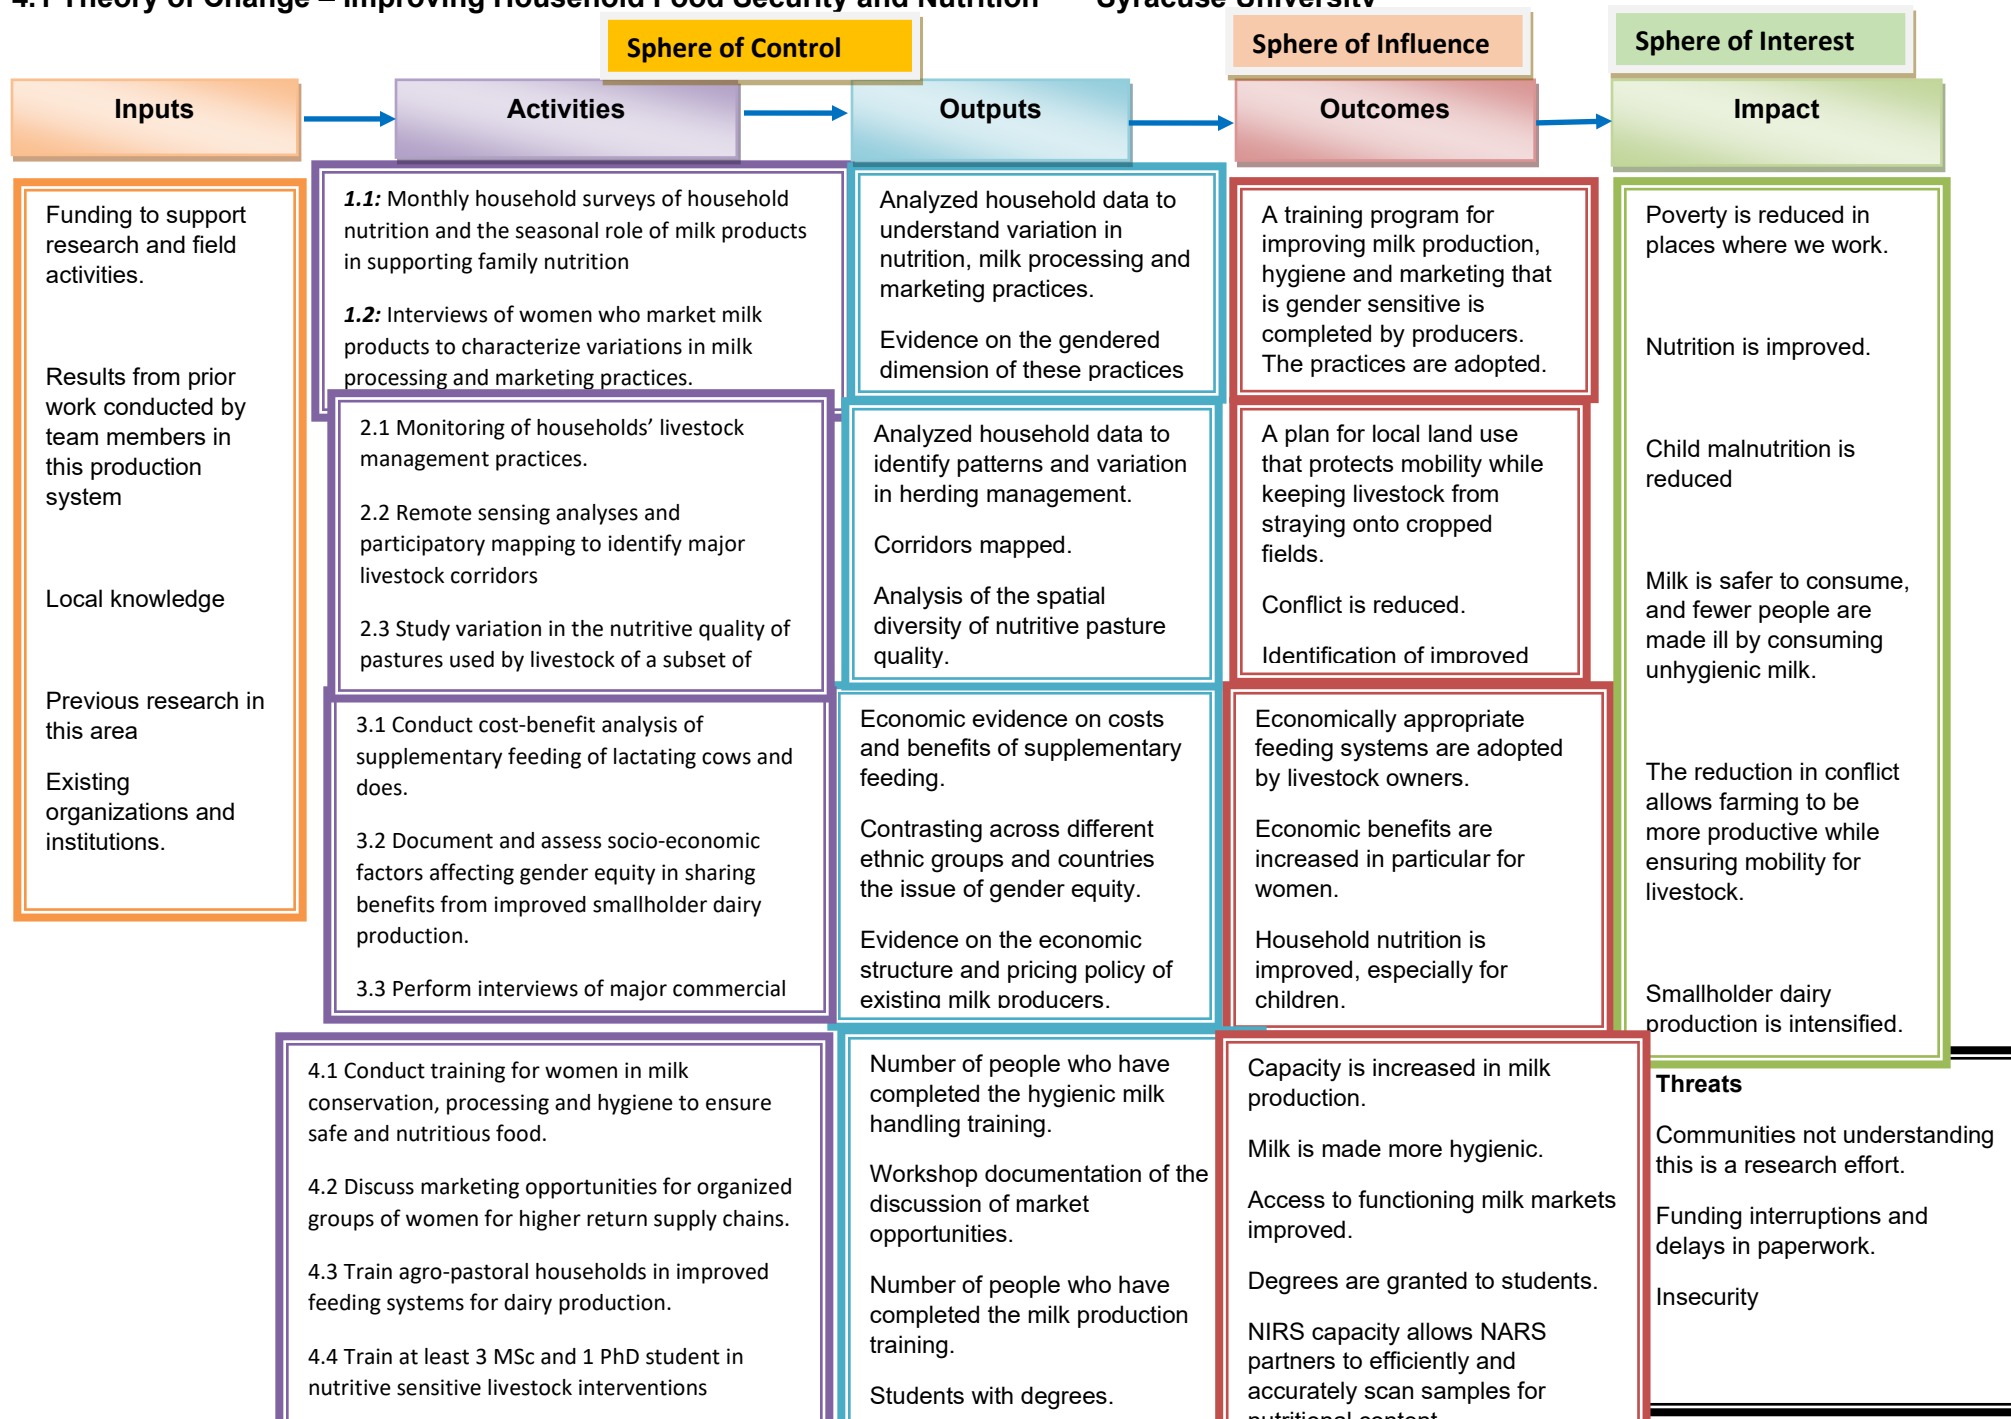 4.1 Theory of Change – Improving Household Food Security and Nutrition Syracuse University
Sphere of Control
Sphere of Influence
Sphere of Interest
Inputs
Activities
Outputs
Outcomes
Impact
Funding to support
research and field
activities.
Results from prior
work conducted by
team members in
this production
system
Local knowledge
Previous research in
this area
Existing
organizations and
institutions.
1.1: Monthly household surveys of household
nutrition and the seasonal role of milk products
in supporting family nutrition
1.2: Interviews of women who market milk
products to characterize variations in milk
processing and marketing practices.
2.1 Monitoring of households’ livestock
management practices.
2.2 Remote sensing analyses and
participatory mapping to identify major
livestock corridors
2.3 Study variation in the nutritive quality of
pastures used by livestock of a subset of
3.1 Conduct cost-benefit analysis of
supplementary feeding of lactating cows and
does.
3.2 Document and assess socio-economic
factors affecting gender equity in sharing
benefits from improved smallholder dairy
production.
3.3 Perform interviews of major commercial
4.1 Conduct training for women in milk
conservation, processing and hygiene to ensure
safe and nutritious food.
4.2 Discuss marketing opportunities for organized
groups of women for higher return supply chains.
4.3 Train agro-pastoral households in improved
feeding systems for dairy production.
4.4 Train at least 3 MSc and 1 PhD student in
nutritive sensitive livestock interventions
Analyzed household data to
understand variation in
nutrition, milk processing and
marketing practices.
Evidence on the gendered
dimension of these practices
Analyzed household data to
identify patterns and variation
in herding management.
Corridors mapped.
Analysis of the spatial
diversity of nutritive pasture
quality.
Economic evidence on costs
and benefits of supplementary
feeding.
Contrasting across different
ethnic groups and countries
the issue of gender equity.
Evidence on the economic
structure and pricing policy of
existing milk producers.
Number of people who have
completed the hygienic milk
handling training.
Workshop documentation of the
discussion of market
opportunities.
Number of people who have
completed the milk production
training.
Students with degrees.
A training program for
improving milk production,
hygiene and marketing that
is gender sensitive is
completed by producers.
The practices are adopted.
A plan for local land use
that protects mobility while
keeping livestock from
straying onto cropped
fields.
Conflict is reduced.
Identification of improved
Economically appropriate
feeding systems are adopted
by livestock owners.
Economic benefits are
increased in particular for
women.
Household nutrition is
improved, especially for
children.
Capacity is increased in milk
production.
Milk is made more hygienic.
Access to functioning milk markets
improved.
Degrees are granted to students.
NIRS capacity allows NARS
partners to efficiently and
accurately scan samples for
nutritional content
Poverty is reduced in
places where we work.
Nutrition is improved.
Child malnutrition is
reduced
Milk is safer to consume,
and fewer people are
made ill by consuming
unhygienic milk.
The reduction in conflict
allows farming to be
more productive while
ensuring mobility for
livestock.
Smallholder dairy
production is intensified.
Threats
Communities not understanding
this is a research effort.
Funding interruptions and
delays in paperwork.
Insecurity